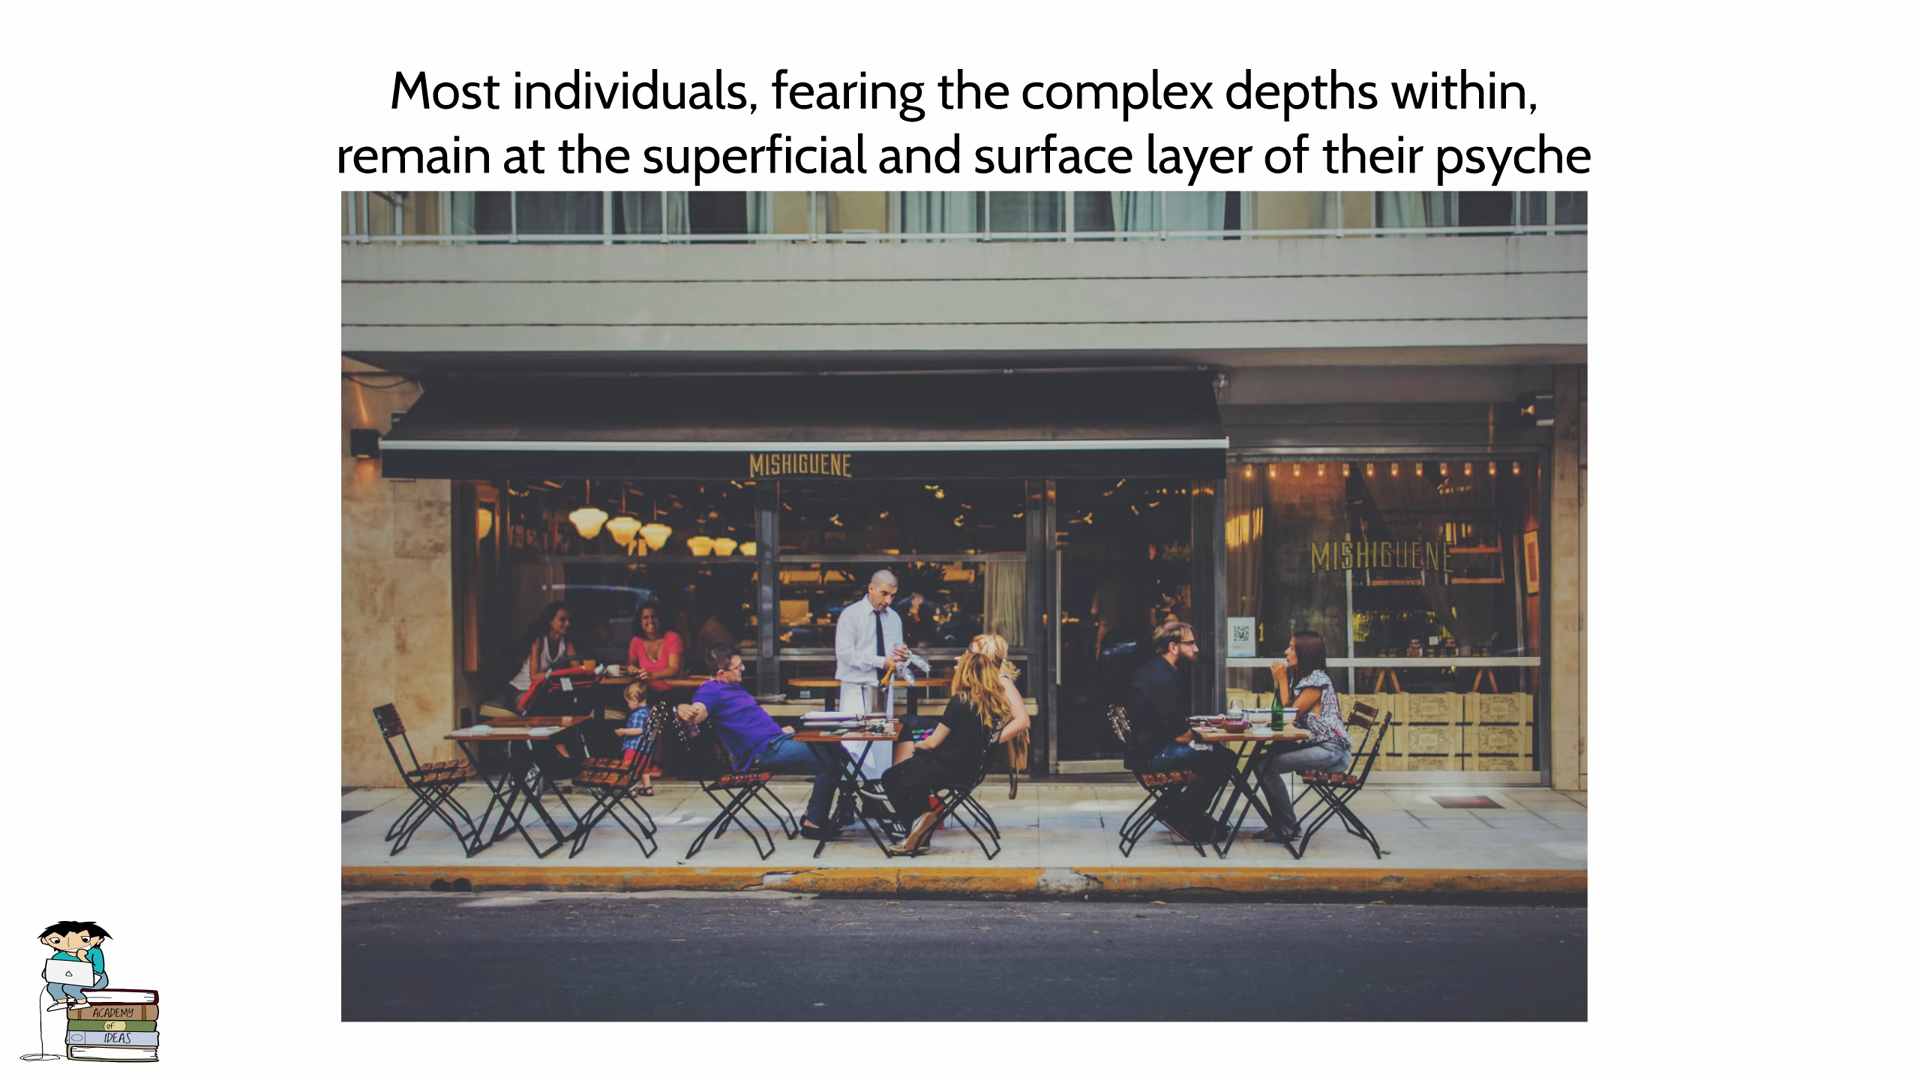 Most individuals, fearing the complex depths within,
remain at the superficial and surface layer of their psyche
MISHIGUENE
MISHIGUENE
ACADEMY
of
IDEAS